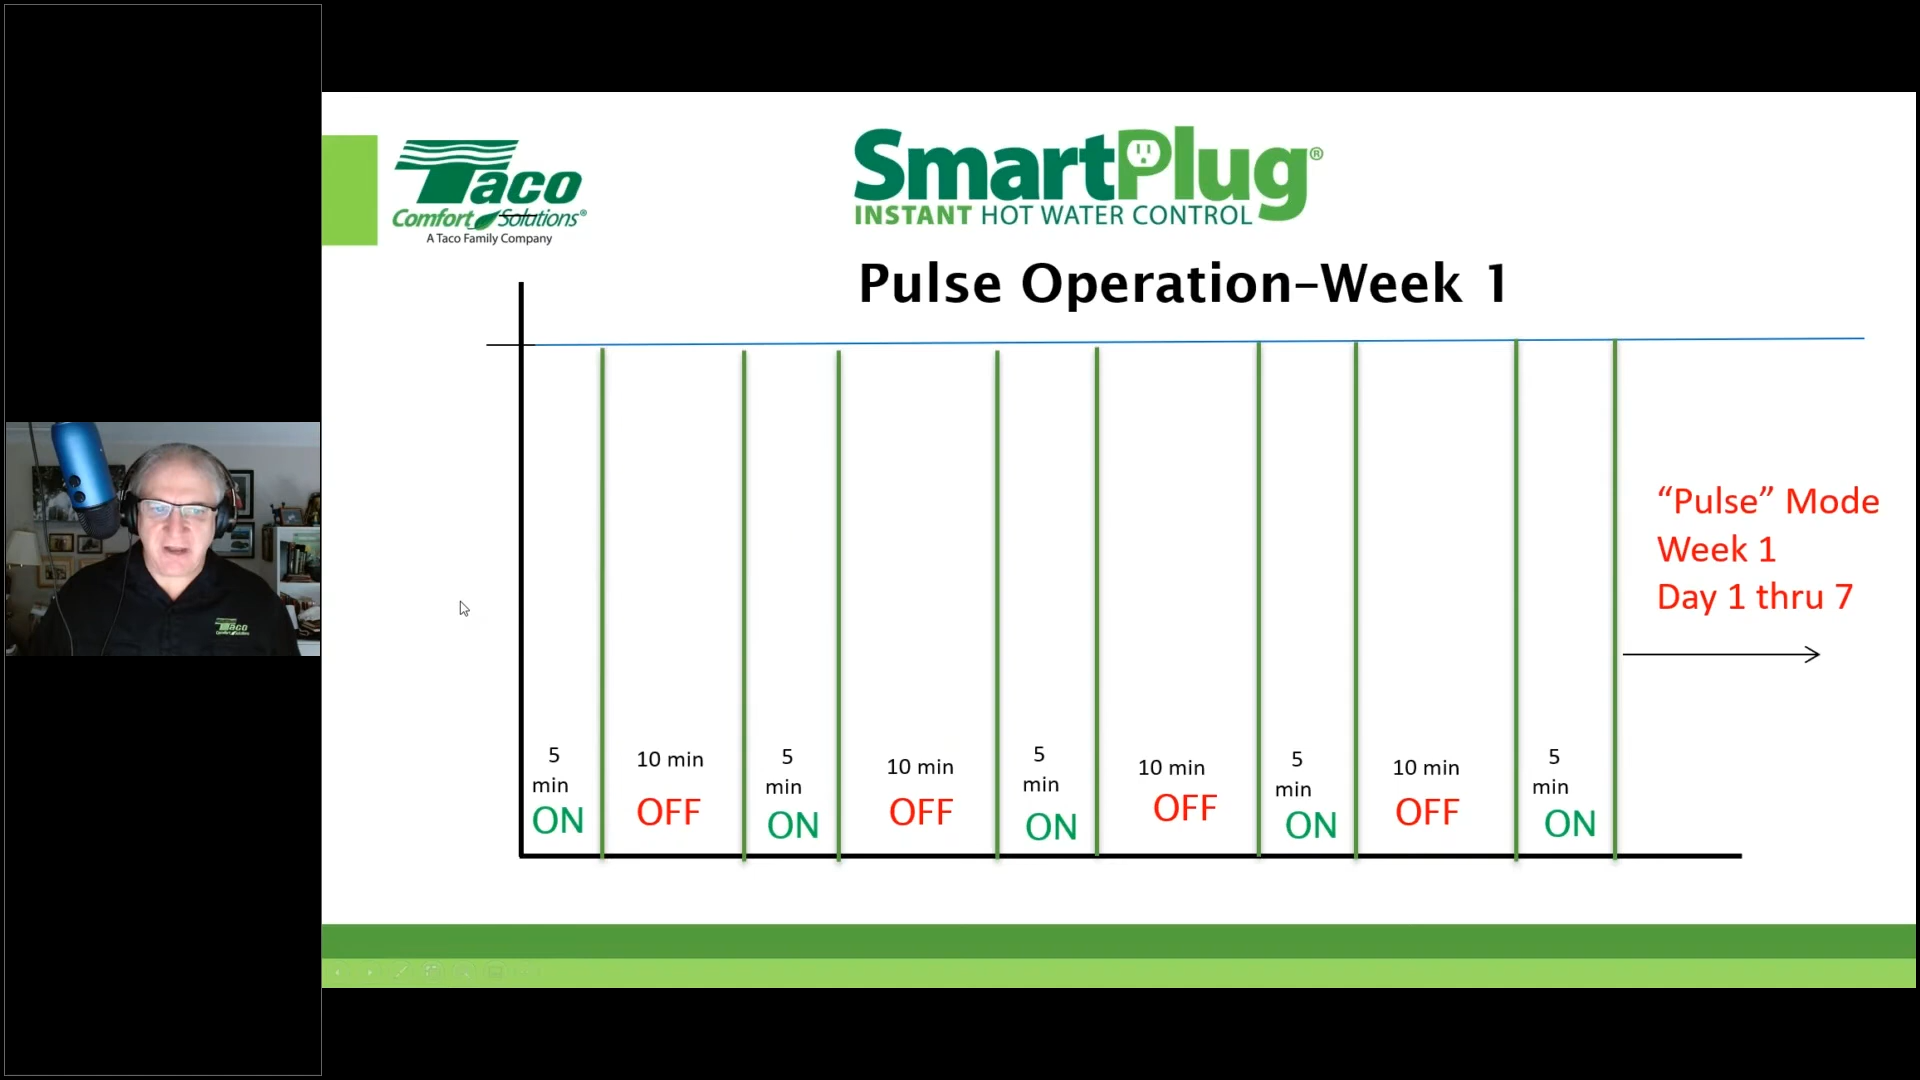 Taco
Comfort Solutions®
A Taco Family Company
SmartPlug®
INSTANT HOT WATER CONTROL
Pulse Operation-Week 1
"Pulse" Mode
Week 1
Day 1 thru 7
5
min
ON
10 min
OFF
5
min
ON
10 min
OFF
5
min
ON
10 min
OFF
5
min
ON
10 min
OFF
5
min
ON
Taco